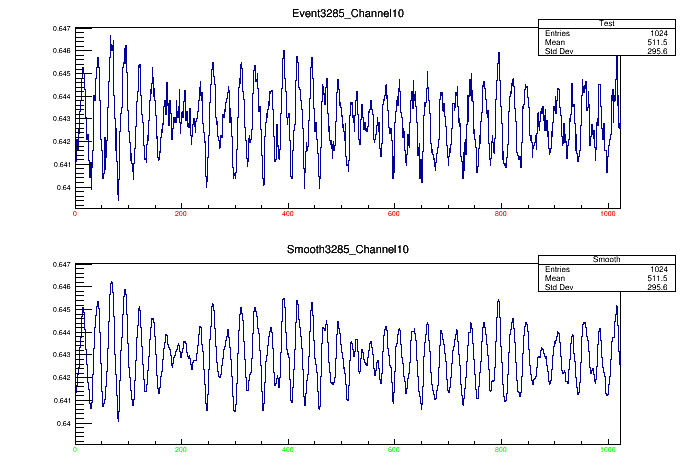 Event3285_Channel10
Test
Entries 1024
Mean 511.5
Std Dev 295.6
0.647
0.646
0.645
0.644
0.643
0.642
0.641
0.64
0 200 400 600 800 1000
Smooth3285_Channel10
Smooth
Entries 1024
Mean 511.5
Std Dev 295.6
0.647
0.646
0.645
0.644
0.643
0.642
0.641
0.64
0 200 400 600 800 1000